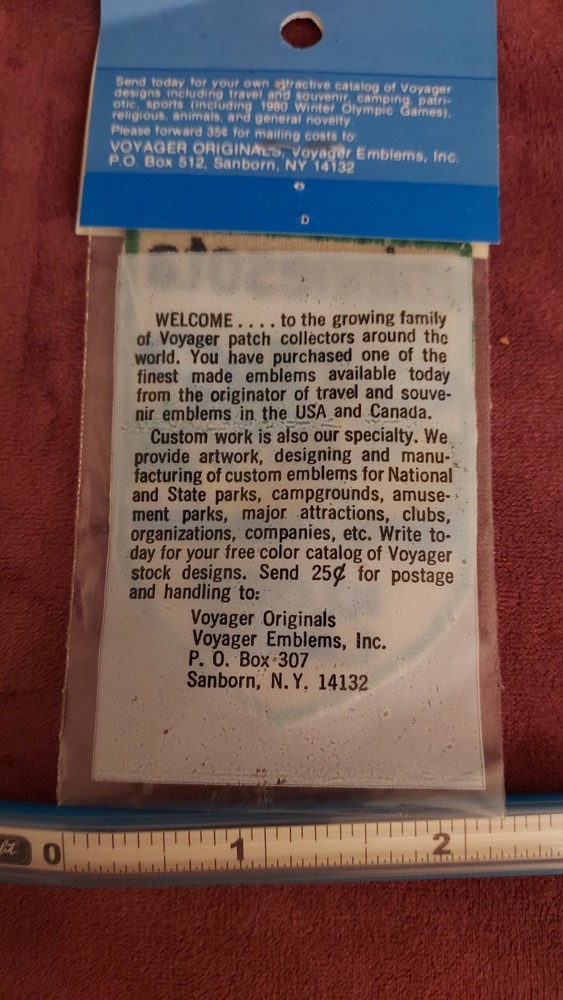 Send today for your own attractive catalog of Voyager
designs including travel and souvenir, camping, patri-
otic, sports (including 1980 Winter Olympic Games),
religious, animals, and general novelty.
Please forward 35¢ for mailing costs to:
VOYAGER ORIGINALS, Voyager Emblems, Inc.
P.O. Box 512, Sanborn, NY 14132
D
WELCOME.... to the growing family
of Voyager patch collectors around the
world. You have purchased one of the
finest made emblems available today
from the originator of travel and souve-
nir emblems in the USA and Canada.
Custom work is also our specialty. We
provide artwork, designing and manu-
facturing of custom emblems for National
and State parks, campgrounds, amuse-
ment parks, major attractions, clubs,
organizations, companies, etc. Write to-
day for your free color catalog of Voyager
stock designs. Send 25¢ for postage
and handling to:
Voyager Originals
Voyager Emblems, Inc.
P. O. Box 307
Sanborn, N.Y. 14132
0 1 2